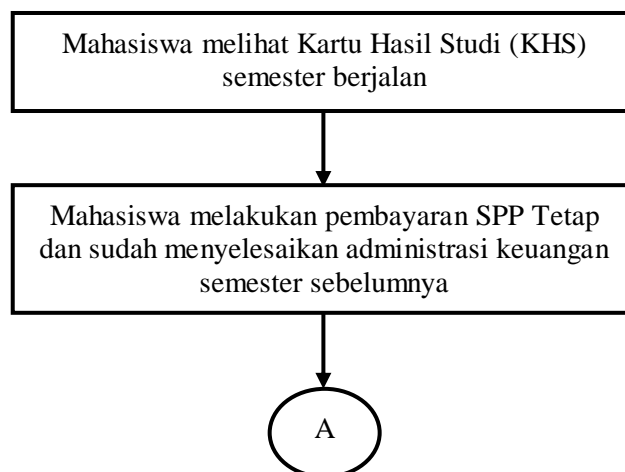 Mahasiswa melihat Kartu Hasil Studi (KHS)
semester berjalan
Mahasiswa melakukan pembayaran SPP Tetap
dan sudah menyelesaikan administrasi keuangan
semester sebelumnya
A